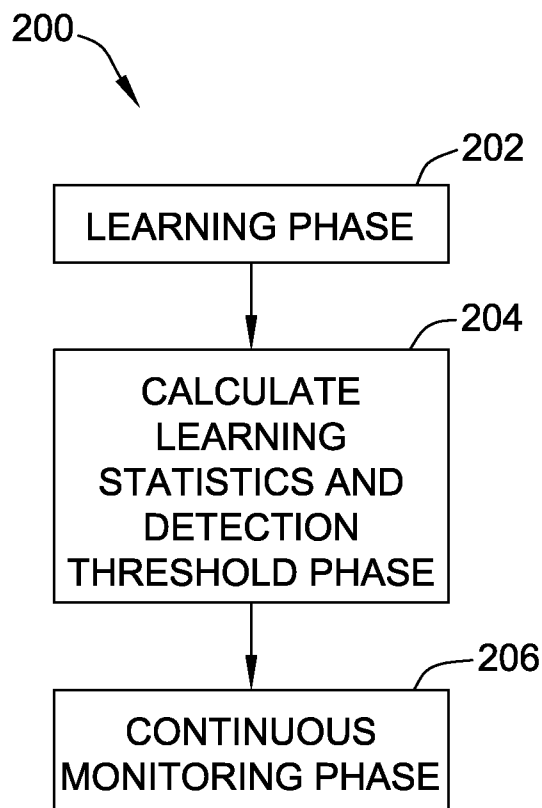 200
202
LEARNING PHASE
204
CALCULATE
LEARNING
STATISTICS AND
DETECTION
THRESHOLD PHASE
206
CONTINUOUS
MONITORING PHASE